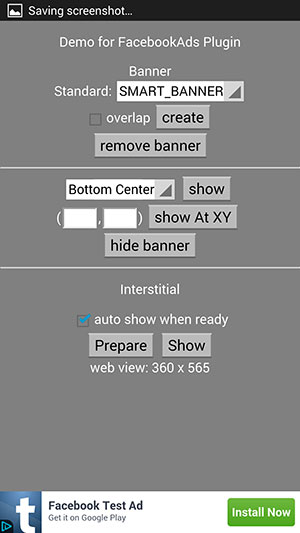 Saving screenshot...
Demo for FacebookAds Plugin
Banner
Standard: SMART_BANNER
overlap create
remove banner
Bottom Center show
( , ) show At XY
hide banner
Interstitial
auto show when ready
Prepare Show
web view: 360 x 565
Facebook Test Ad
Get it on Google Play
Install Now
t